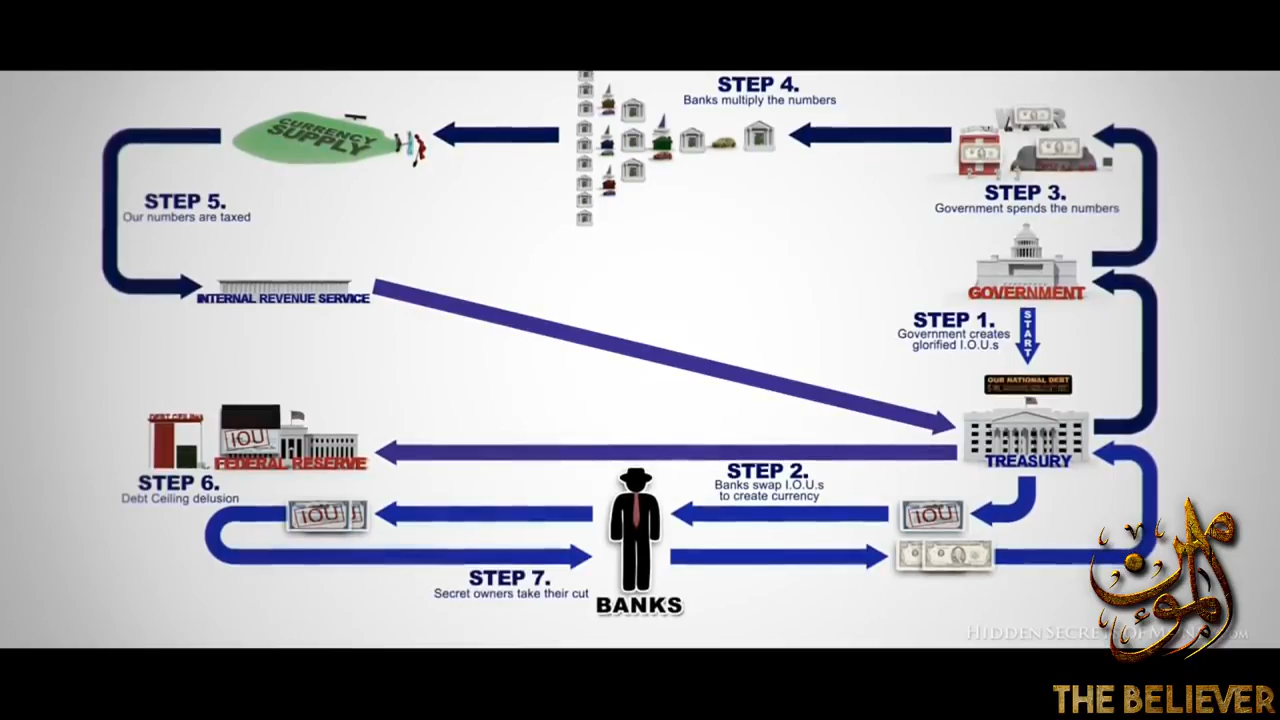 STEP 4.
Banks multiply the numbers
CURRENCY
SUPPLY
STEP 5.
Our numbers are taxed
STEP 3.
Government spends the numbers
INTERNAL REVENUE SERVICE
GOVERNMENT
STEP 1.
Government creates
glorified I.O.U.s
START
OUR NATIONAL DEBT
DEBT CEILING
IOU
FEDERAL RESERVE
TREASURY
STEP 6.
Debt Ceiling delusion
STEP 2.
Banks swap I.O.U.s
to create currency
IOU
IOU
STEP 7.
Secret owners take their cut
BANKS
المؤمن
THE BELIEVER